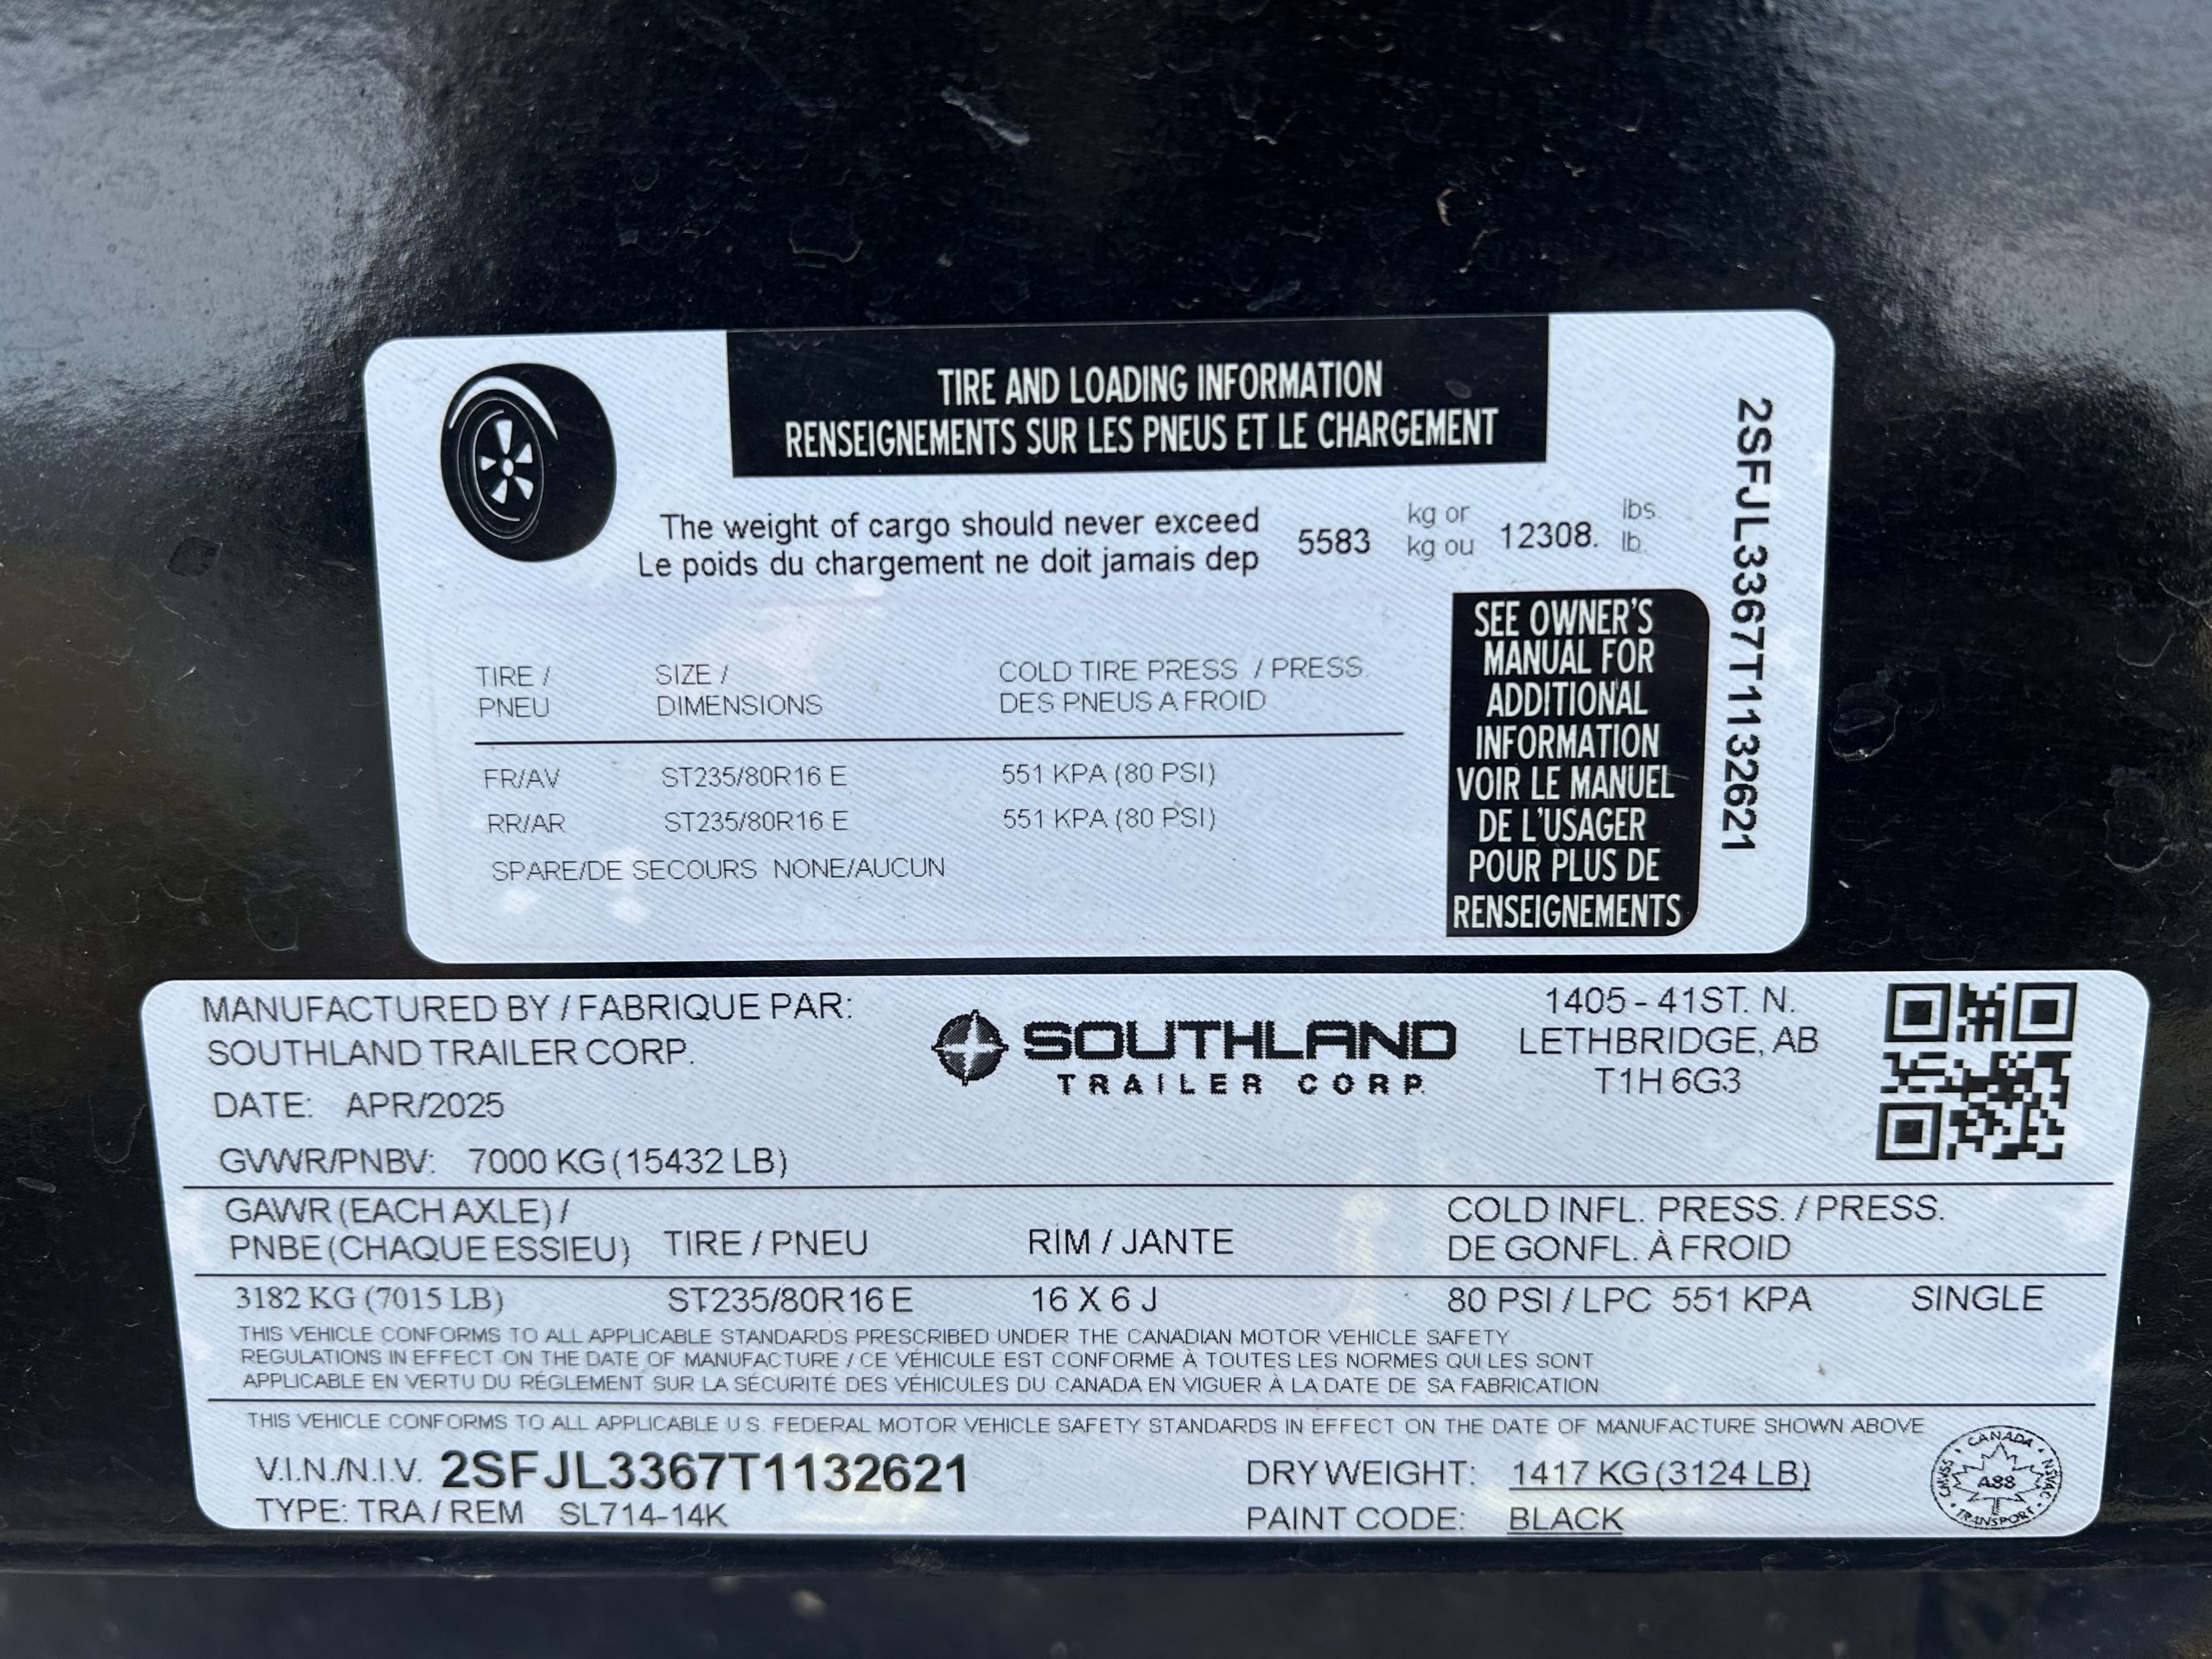 TIRE AND LOADING INFORMATION
RENSEIGNEMENTS SUR LES PNEUS ET LE CHARGEMENT
The weight of cargo should never exceed 5583 kg or 12308. lbs.
Le poids du chargement ne doit jamais dep kg ou lb.
TIRE / SIZE / COLD TIRE PRESS. / PRESS.
PNEU DIMENSIONS DES PNEUS A FROID
FR/AV ST235/80R16 E 551 KPA (80 PSI)
RR/AR ST235/80R16 E 551 KPA (80 PSI)
SPARE/DE SECOURS NONE/AUCUN
SEE OWNER'S
MANUAL FOR
ADDITIONAL
INFORMATION
VOIR LE MANUEL
DE L'USAGER
POUR PLUS DE
RENSEIGNEMENTS
2SFJL3367T1132621
MANUFACTURED BY / FABRIQUE PAR:
SOUTHLAND TRAILER CORP.
DATE: APR/2025
GVWR/PNBV: 7000 KG (15432 LB)
SOUTHLAND
TRAILER CORP.
1405 - 41ST. N.
LETHBRIDGE, AB
T1H 6G3
GAWR (EACH AXLE) / TIRE / PNEU RIM / JANTE COLD INFL. PRESS. / PRESS.
PNBE (CHAQUE ESSIEU) DE GONFL. À FROID
3182 KG (7015 LB) ST235/80R16 E 16 X 6 J 80 PSI / LPC 551 KPA SINGLE
THIS VEHICLE CONFORMS TO ALL APPLICABLE STANDARDS PRESCRIBED UNDER THE CANADIAN MOTOR VEHICLE SAFETY
REGULATIONS IN EFFECT ON THE DATE OF MANUFACTURE / CE VÉHICULE EST CONFORME À TOUTES LES NORMES QUI LES SONT
APPLICABLE EN VERTU DU RÉGLEMENT SUR LA SÉCURITÉ DES VÉHICULES DU CANADA EN VIGUER À LA DATE DE SA FABRICATION
THIS VEHICLE CONFORMS TO ALL APPLICABLE U.S. FEDERAL MOTOR VEHICLE SAFETY STANDARDS IN EFFECT ON THE DATE OF MANUFACTURE SHOWN ABOVE
V.I.N./N.I.V. 2SFJL3367T1132621
TYPE: TRA / REM SL714-14K
DRY WEIGHT: 1417 KG (3124 LB)
PAINT CODE: BLACK
CANADA
CMVSS
A88
NSVAC
TRANSPORT